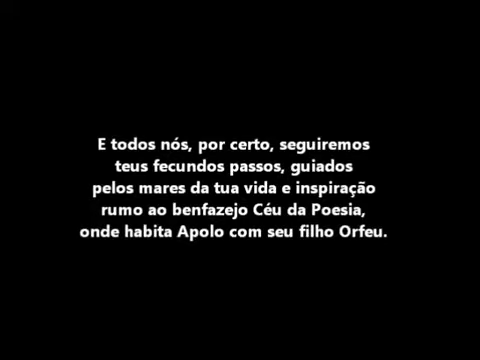 E todos nós, por certo, seguiremos
teus fecundos passos, guiados
pelos mares da tua vida e inspiração
rumo ao benfazejo Céu da Poesia,
onde habita Apolo com seu filho Orfeu.